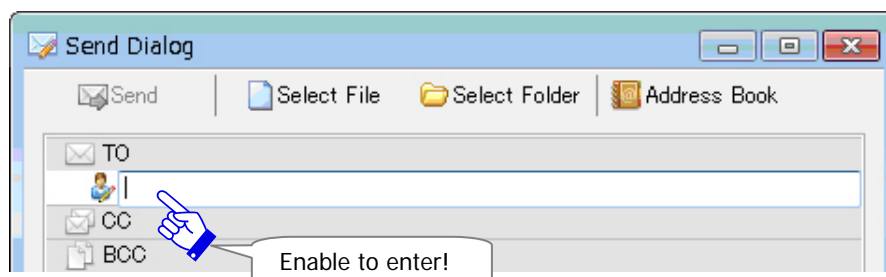 Send Dialog
Send Select File Select Folder Address Book
TO
CC
BCC
Enable to enter!